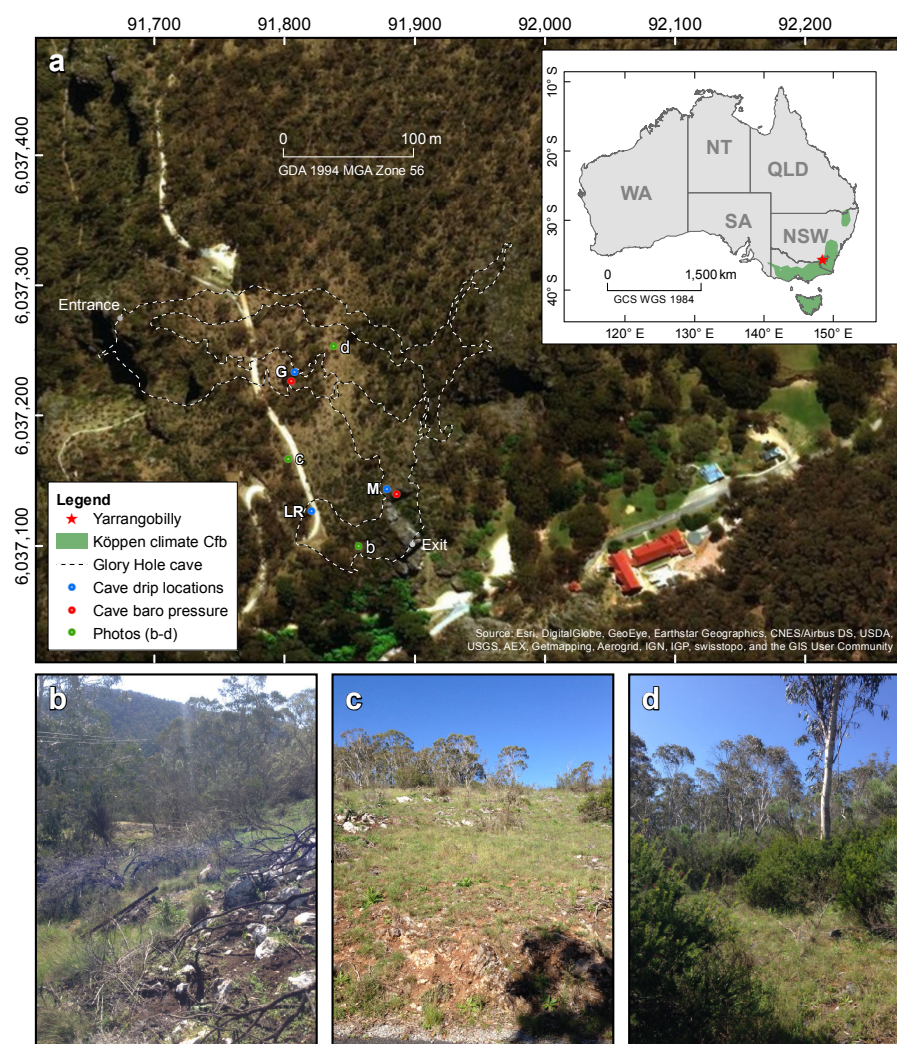 91,700 91,800 91,900 92,000 92,100 92,200
a
6,037,400
6,037,300
6,037,200
6,037,100
0 100 m
GDA 1994 MGA Zone 56
Entrance
d
G
c
M
LR
b
Exit
10° S
20° S
30° S
40° S
WA
NT
QLD
SA
NSW
0 1,500 km
GCS WGS 1984
120° E 130° E 140° E 150° E
Legend
Yarrangobilly
Köppen climate Cfb
Glory Hole cave
Cave drip locations
Cave baro pressure
Photos (b-d)
Source: Esri, DigitalGlobe, GeoEye, Earthstar Geographics, CNES/Airbus DS, USDA,
USGS, AEX, Getmapping, Aerogrid, IGN, IGP, swisstopo, and the GIS User Community
b
c
d